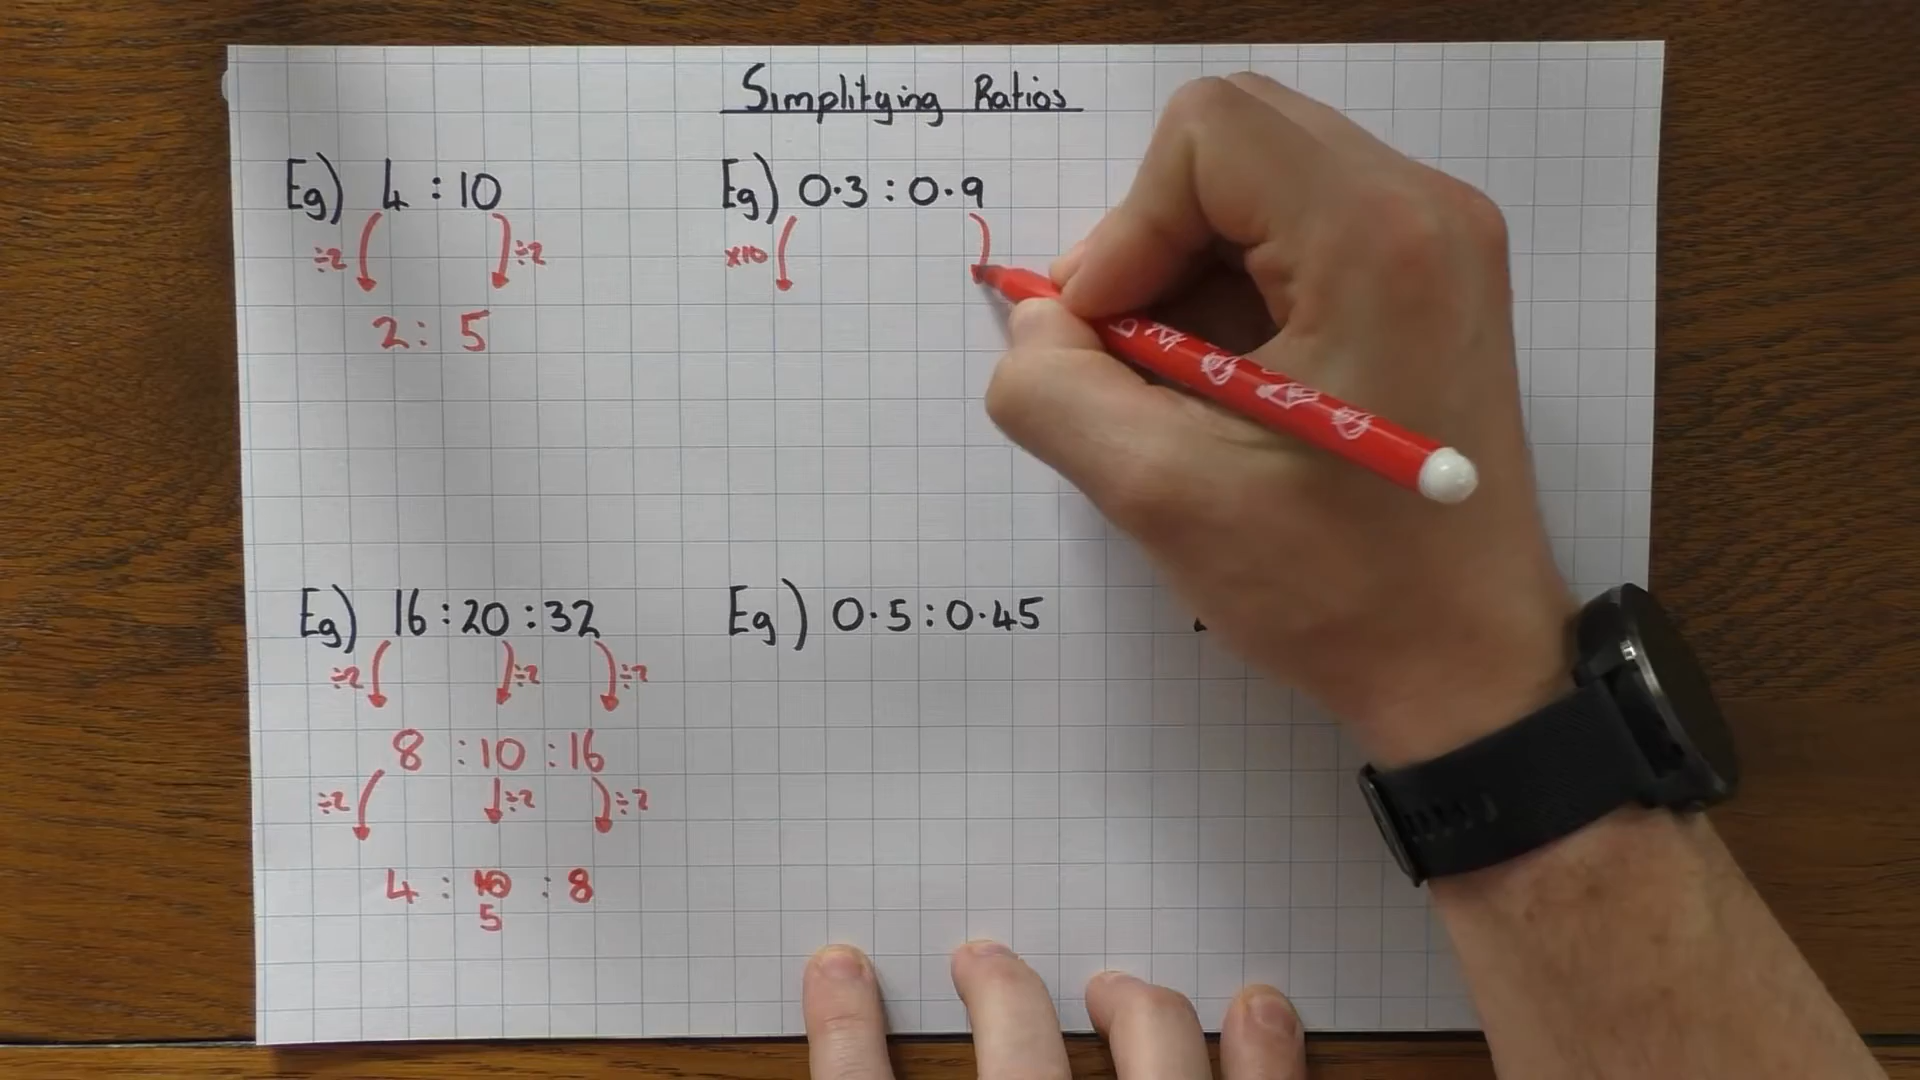 Simplifying Ratios
Eg) 4 : 10
÷2 ÷2
2 : 5
Eg) 0.3 : 0.9
x10
Eg) 16 : 20 : 32
÷2 ÷2 ÷2
8 : 10 : 16
÷2 ÷2 ÷2
4 : 10 : 8
5
Eg) 0.5 : 0.45